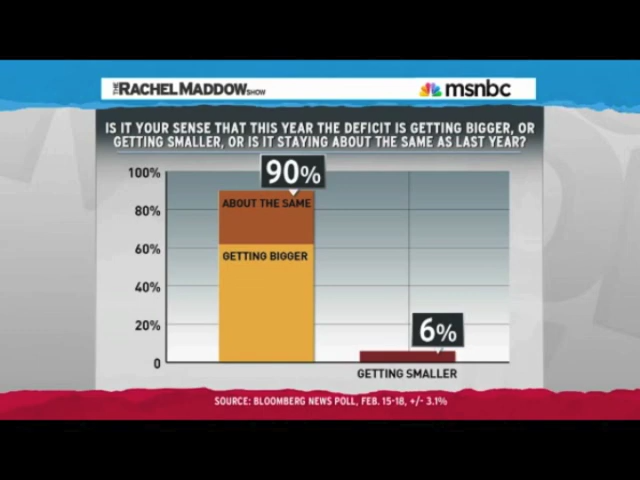 THE RACHEL MADDOW SHOW
msnbc
IS IT YOUR SENSE THAT THIS YEAR THE DEFICIT IS GETTING BIGGER, OR
GETTING SMALLER, OR IS IT STAYING ABOUT THE SAME AS LAST YEAR?
100%
90%
ABOUT THE SAME
80%
60%
GETTING BIGGER
40%
20%
6%
0
GETTING SMALLER
SOURCE: BLOOMBERG NEWS POLL, FEB. 15-18, +/- 3.1%